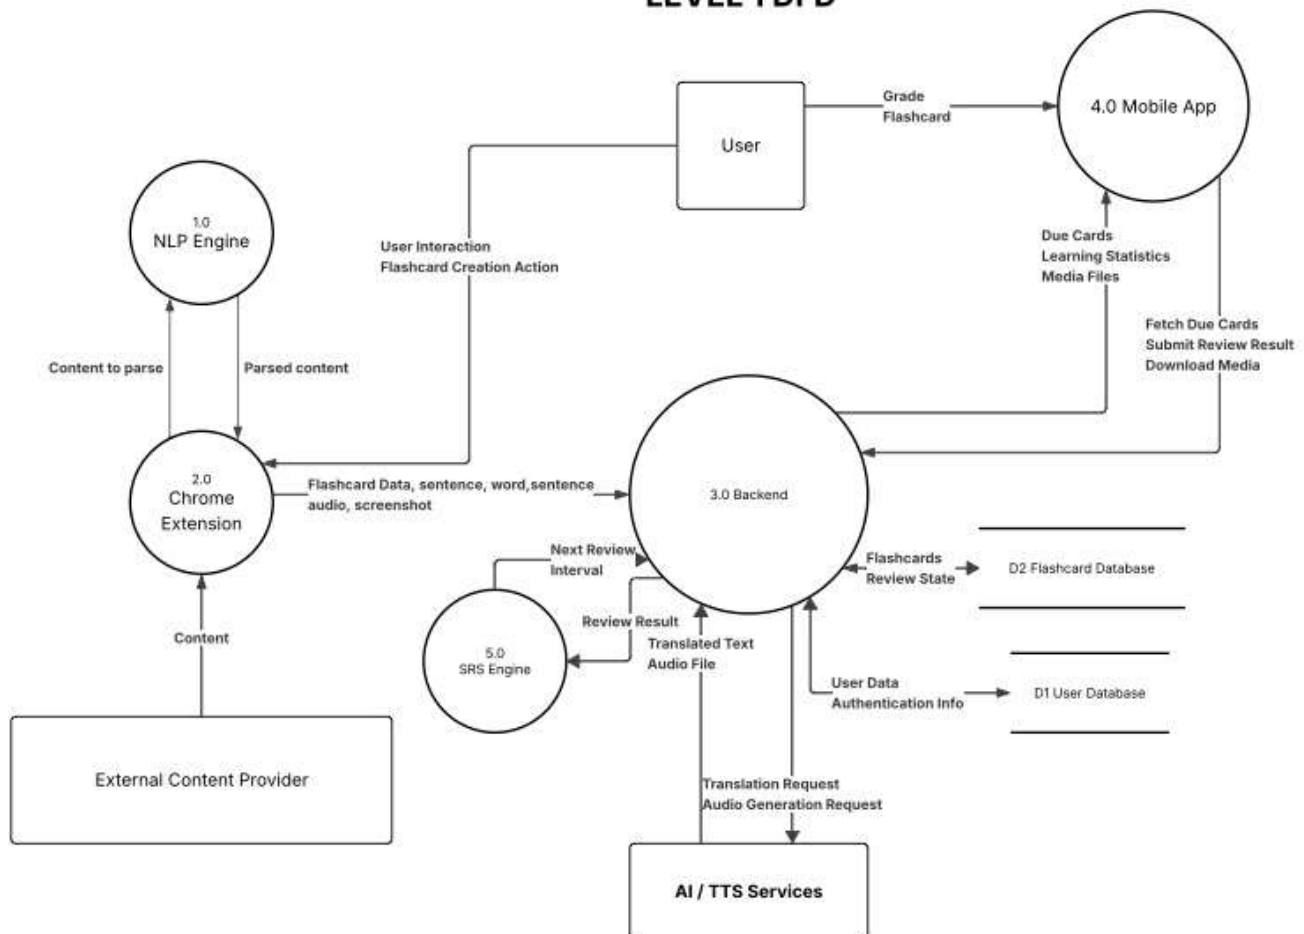 LEVEL 1 DFD
Grade
Flashcard
4.0 Mobile App
User
1.0
NLP Engine
User Interaction
Flashcard Creation Action
Due Cards
Learning Statistics
Media Files
Fetch Due Cards
Submit Review Result
Download Media
Content to parse
Parsed content
2.0
Chrome
Extension
Flashcard Data, sentence, word,sentence
audio, screenshot
3.0 Backend
Next Review
Interval
Flashcards
Review State
D2 Flashcard Database
Review Result
Content
5.0
SRS Engine
Translated Text
Audio File
User Data
Authentication Info
D1 User Database
External Content Provider
Translation Request
Audio Generation Request
AI / TTS Services